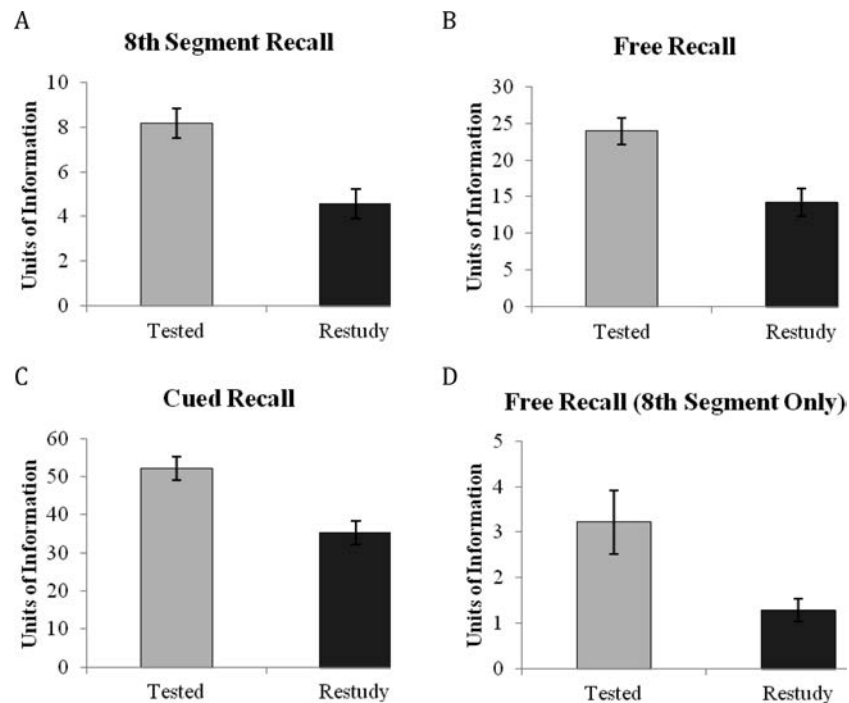 A
8th Segment Recall
Units of Information
10
8
6
4
2
0
Tested Restudy
B
Free Recall
Units of Information
30
25
20
15
10
5
0
Tested Restudy
C
Cued Recall
Units of Information
60
50
40
30
20
10
0
Tested Restudy
D
Free Recall (8th Segment Only)
Units of Information
5
4
3
2
1
0
Tested Restudy